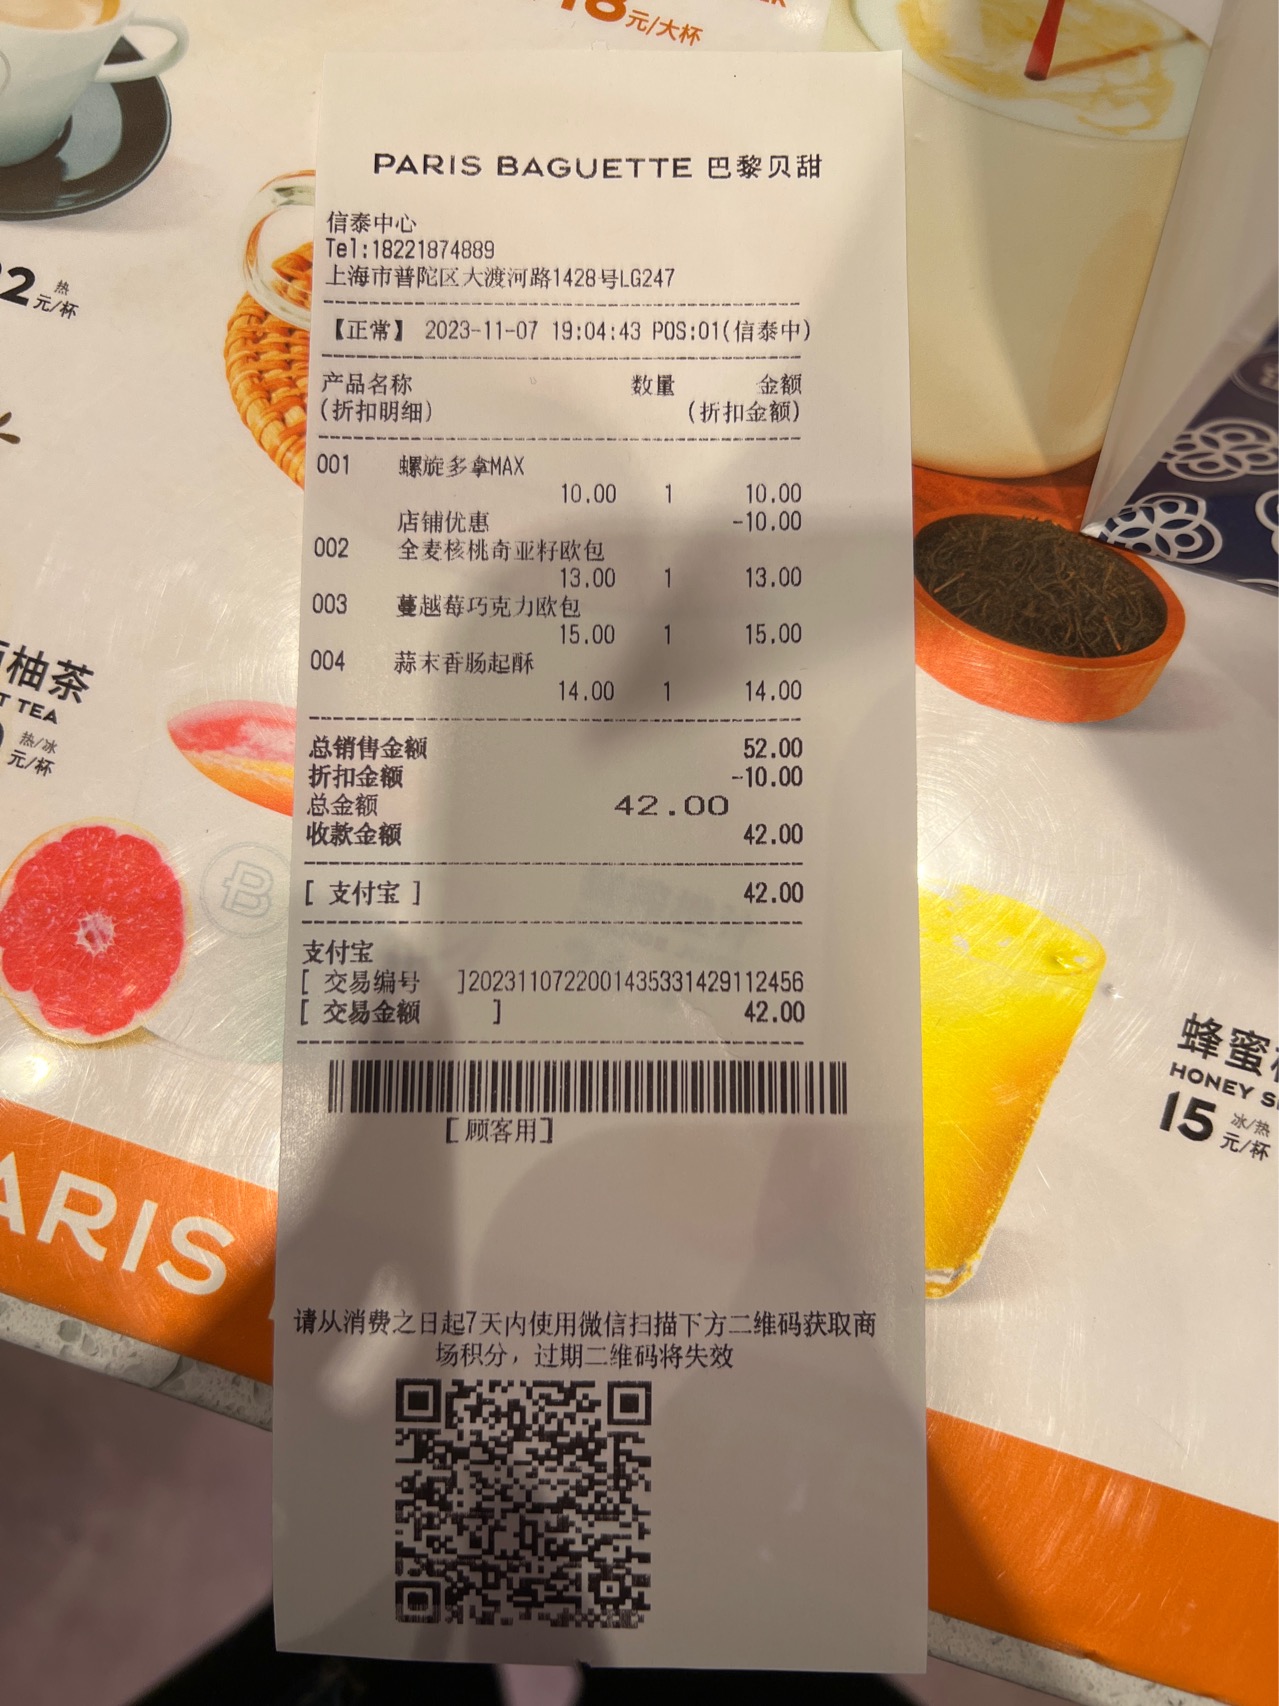 18元/大杯
PARIS BAGUETTE 巴黎贝甜
信泰中心
Tel:18221874889
上海市普陀区大渡河路1428号LG247
【正常】 2023-11-07 19:04:43 POS:01(信泰中)
产品名称 数量 金额
(折扣明细) (折扣金额)
001 螺旋多拿MAX
10.00 1 10.00
店铺优惠 -10.00
002 全麦核桃奇亚籽欧包
13.00 1 13.00
003 蔓越莓巧克力欧包
15.00 1 15.00
004 蒜末香肠起酥
14.00 1 14.00
总销售金额 52.00
折扣金额 -10.00
总金额 42.00
收款金额 42.00
[ 支付宝 ] 42.00
支付宝
[ 交易编号 ]2023110722001435331429112456
[ 交易金额 ] 42.00
[顾客用]
请从消费之日起7天内使用微信扫描下方二维码获取商
场积分，过期二维码将失效
热
元/杯
柚茶
TEA
热/冰
元/杯
ARIS
蜂蜜
HONEY
15 冰/热
元/杯